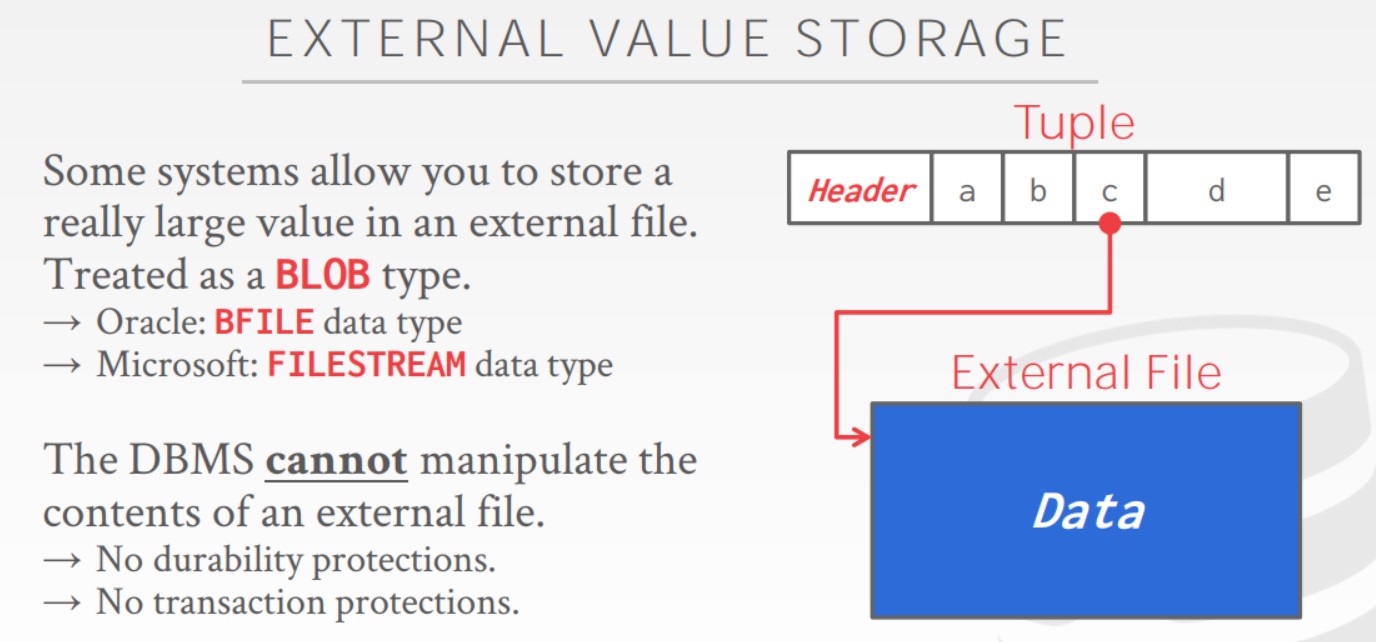 EXTERNAL VALUE STORAGE
Some systems allow you to store a
really large value in an external file.
Treated as a BLOB type.
→ Oracle: BFILE data type
→ Microsoft: FILESTREAM data type
The DBMS cannot manipulate the
contents of an external file.
→ No durability protections.
→ No transaction protections.
Tuple
Header a b c d e
External File
Data